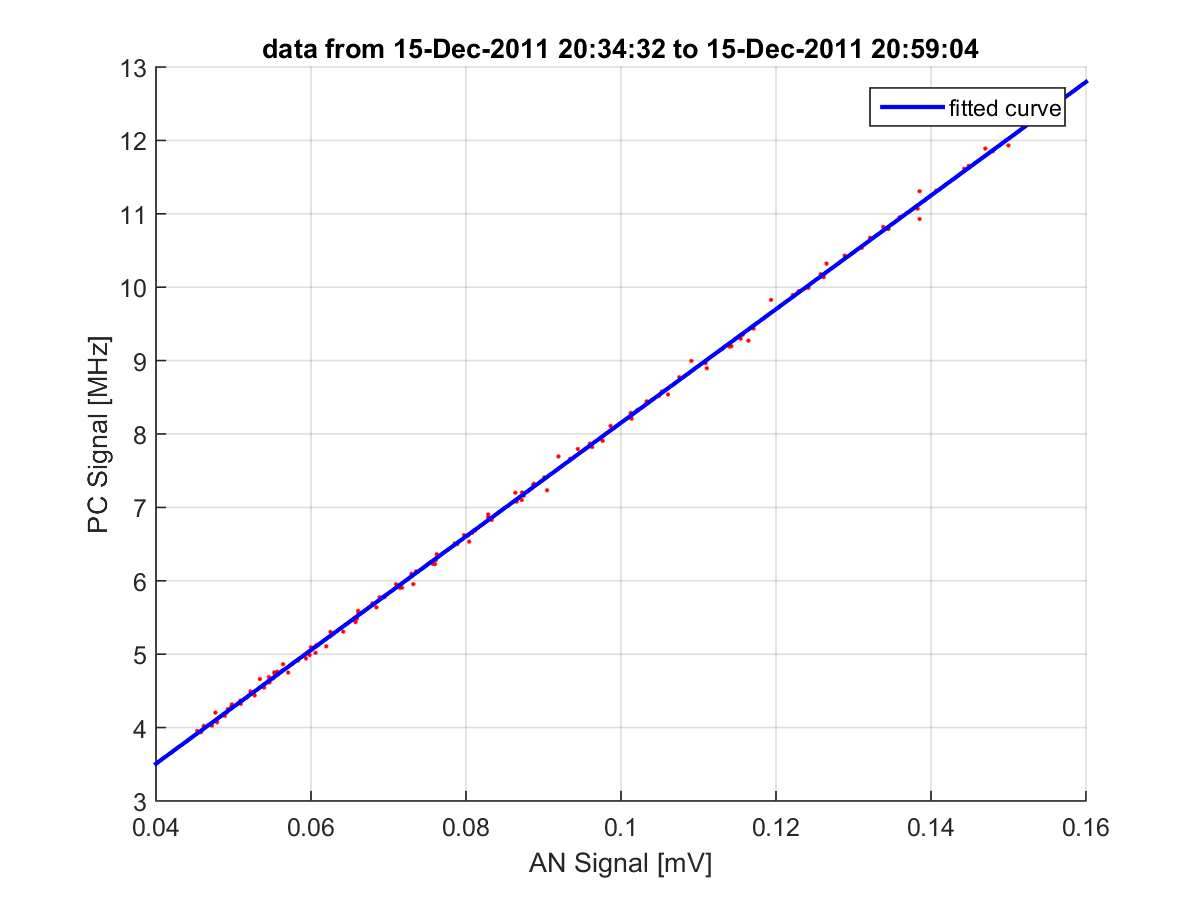 data from 15-Dec-2011 20:34:32 to 15-Dec-2011 20:59:04
fitted curve
13
12
11
10
9
8
7
6
5
4
3
PC Signal [MHz]
0.04 0.06 0.08 0.1 0.12 0.14 0.16
AN Signal [mV]